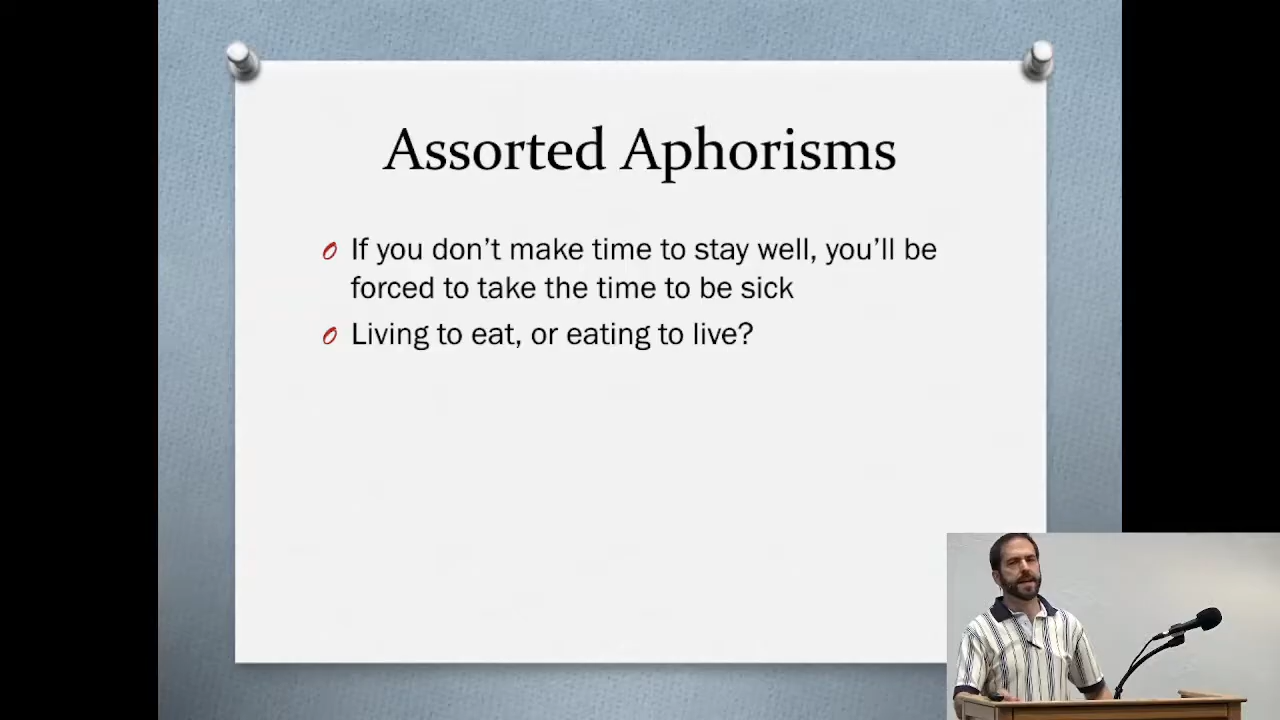 Assorted Aphorisms
If you don't make time to stay well, you'll be
forced to take the time to be sick
Living to eat, or eating to live?